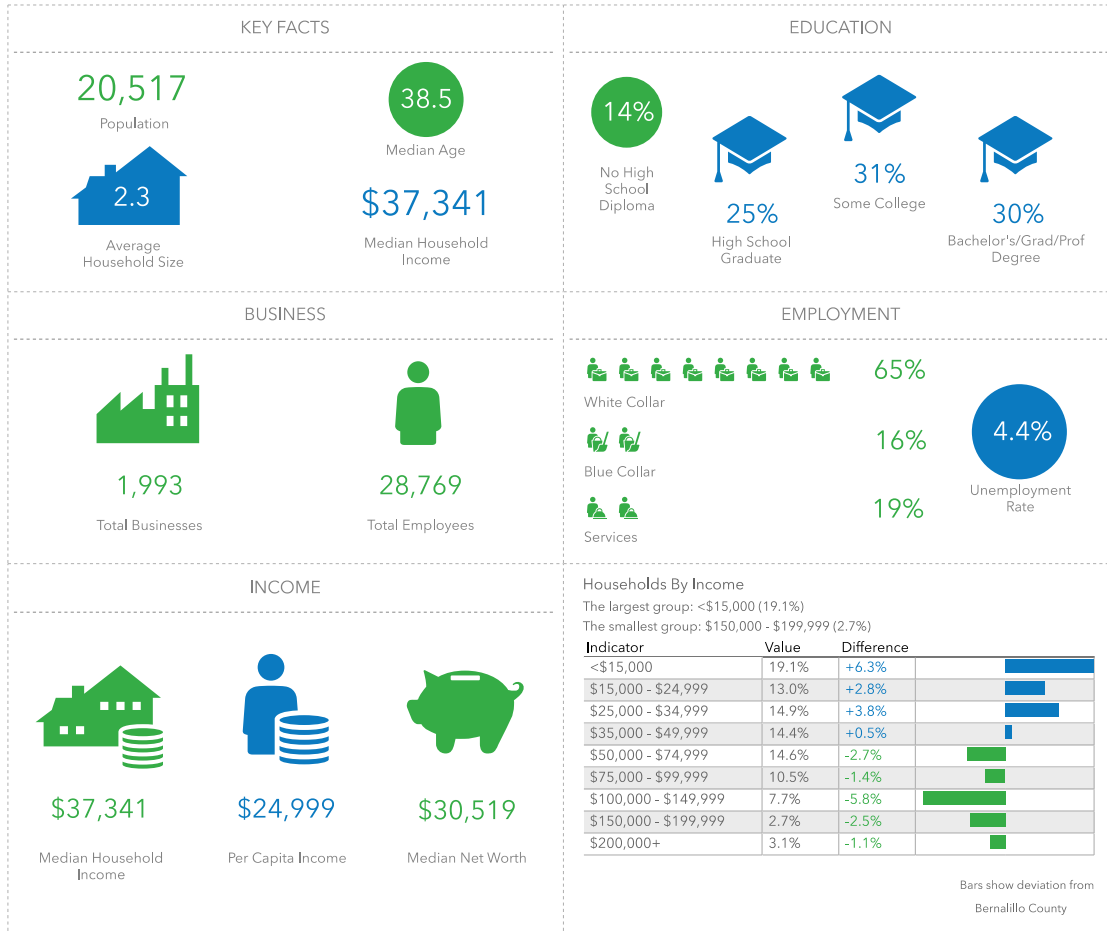 KEY FACTS
20,517
Population
38.5
Median Age
2.3
Average
Household Size
$37,341
Median Household
Income
EDUCATION
14%
No High
School
Diploma
25%
High School
Graduate
31%
Some College
30%
Bachelor's/Grad/Prof
Degree
BUSINESS
1,993
Total Businesses
28,769
Total Employees
EMPLOYMENT
65%
White Collar
16%
Blue Collar
19%
Services
4.4%
Unemployment
Rate
INCOME
$37,341
Median Household
Income
$24,999
Per Capita Income
$30,519
Median Net Worth
Households By Income
The largest group: <$15,000 (19.1%)
The smallest group: $150,000 - $199,999 (2.7%)
Indicator Value Difference
<$15,000 19.1% +6.3%
$15,000 - $24,999 13.0% +2.8%
$25,000 - $34,999 14.9% +3.8%
$35,000 - $49,999 14.4% +0.5%
$50,000 - $74,999 14.6% -2.7%
$75,000 - $99,999 10.5% -1.4%
$100,000 - $149,999 7.7% -5.8%
$150,000 - $199,999 2.7% -2.5%
$200,000+ 3.1% -1.1%
Bars show deviation from
Bernalillo County